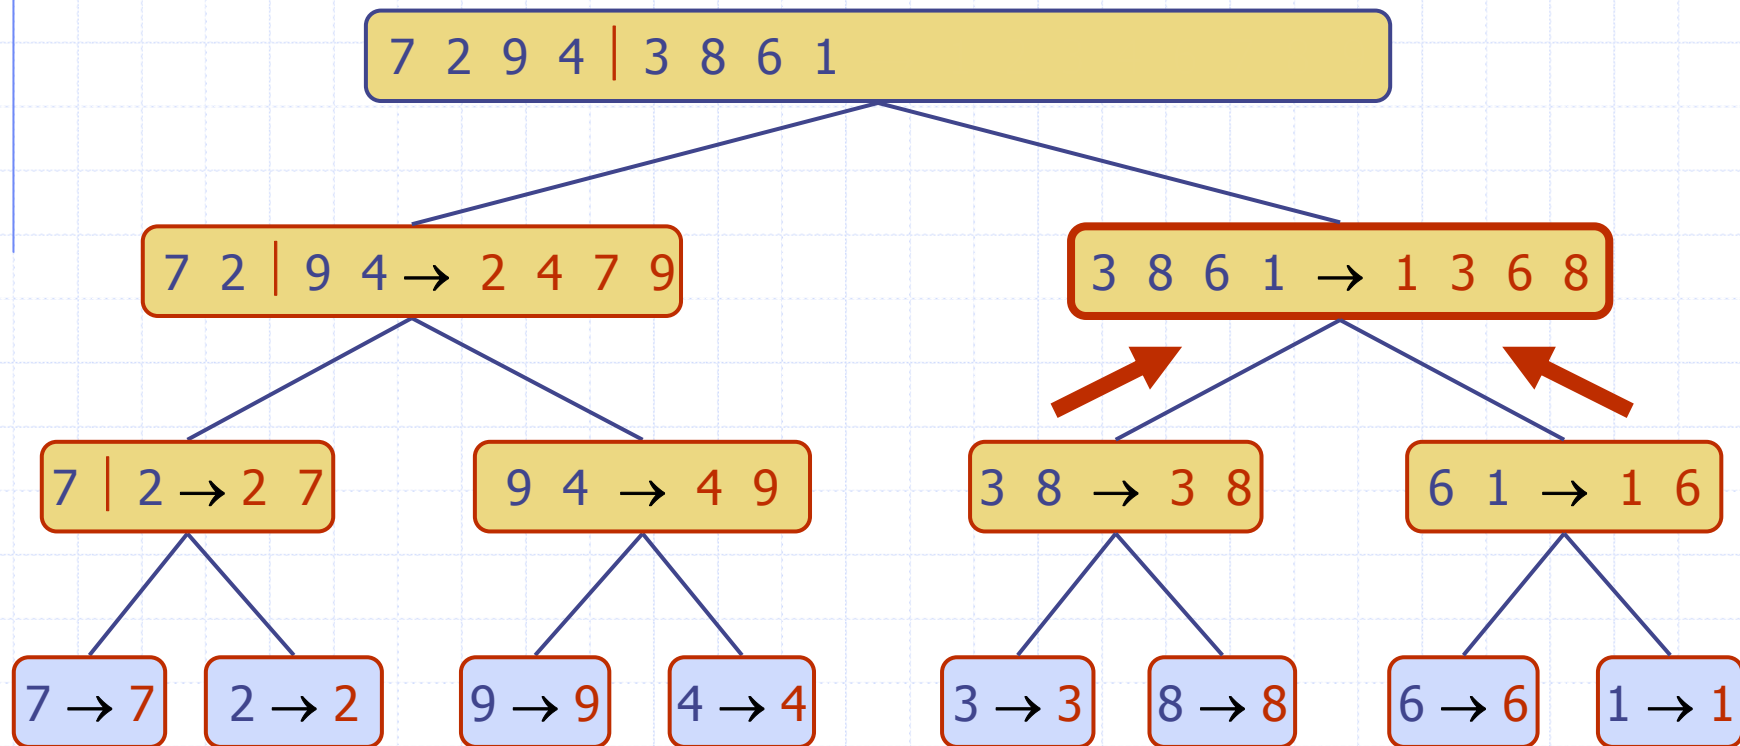 7 2 9 4 | 3 8 6 1
7 2 | 9 4 → 2 4 7 9
3 8 6 1 → 1 3 6 8
7 | 2 → 2 7
9 4 → 4 9
3 8 → 3 8
6 1 → 1 6
7 → 7
2 → 2
9 → 9
4 → 4
3 → 3
8 → 8
6 → 6
1 → 1